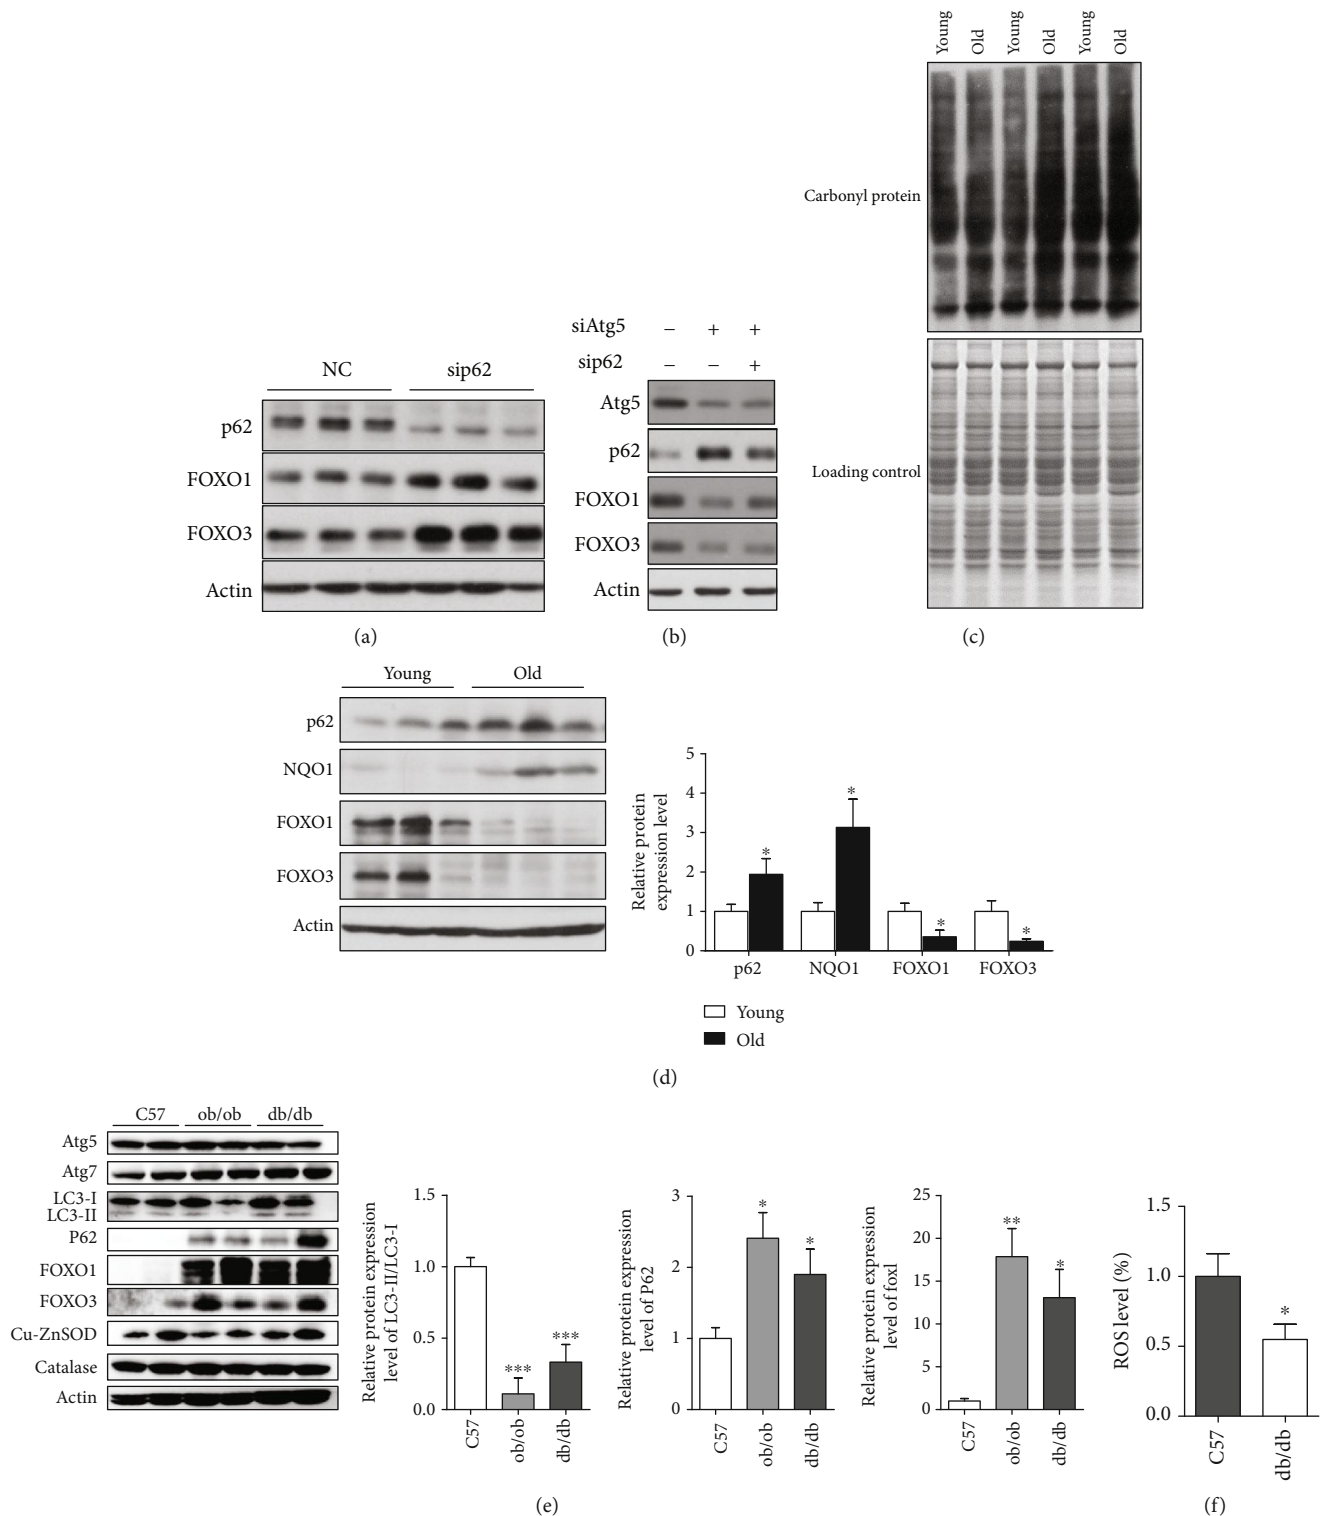 Young Old Young Old Young Old
Carbonyl protein
Loading control
(c)
NC sip62
p62
FOXO1
FOXO3
Actin
(a)
siAtg5 − + +
sip62 − − +
Atg5
p62
FOXO1
FOXO3
Actin
(b)
Young Old
p62
NQO1
FOXO1
FOXO3
Actin
Relative protein
expression level
5
4
3
2
1
0
* * * *
p62 NQO1 FOXO1 FOXO3
Young
Old
(d)
C57 ob/ob db/db
Atg5
Atg7
LC3-I
LC3-II
P62
FOXO1
FOXO3
Cu-ZnSOD
Catalase
Actin
Relative protein expression
level of LC3-II/LC3-I
1.5
1.0
0.5
0.0
*** ***
C57 ob/ob db/db
Relative protein expression
level of P62
3
2
1
0
* *
C57 ob/ob db/db
Relative protein expression
level of foxl
25
20
15
10
5
0
** *
C57 ob/ob db/db
(e)
ROS level (%)
1.5
1.0
0.5
0.0
*
C57 db/db
(f)